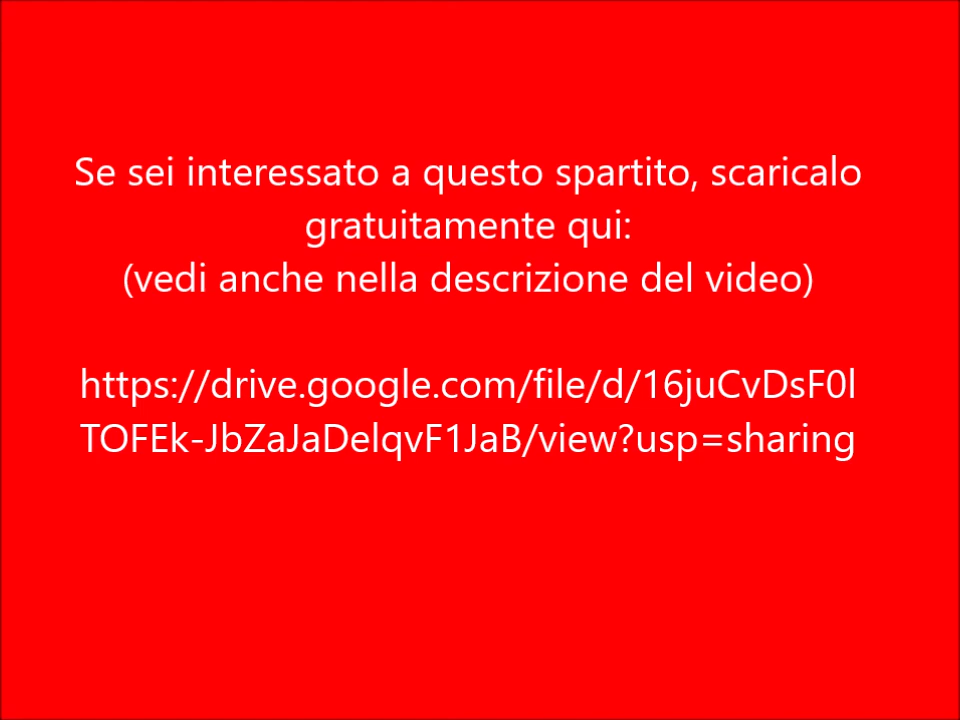 Se sei interessato a questo spartito, scaricalo
gratuitamente qui:
(vedi anche nella descrizione del video)
https://drive.google.com/file/d/16juCvDsF0l
TOFEk-JbZaJaDelqvF1JaB/view?usp=sharing